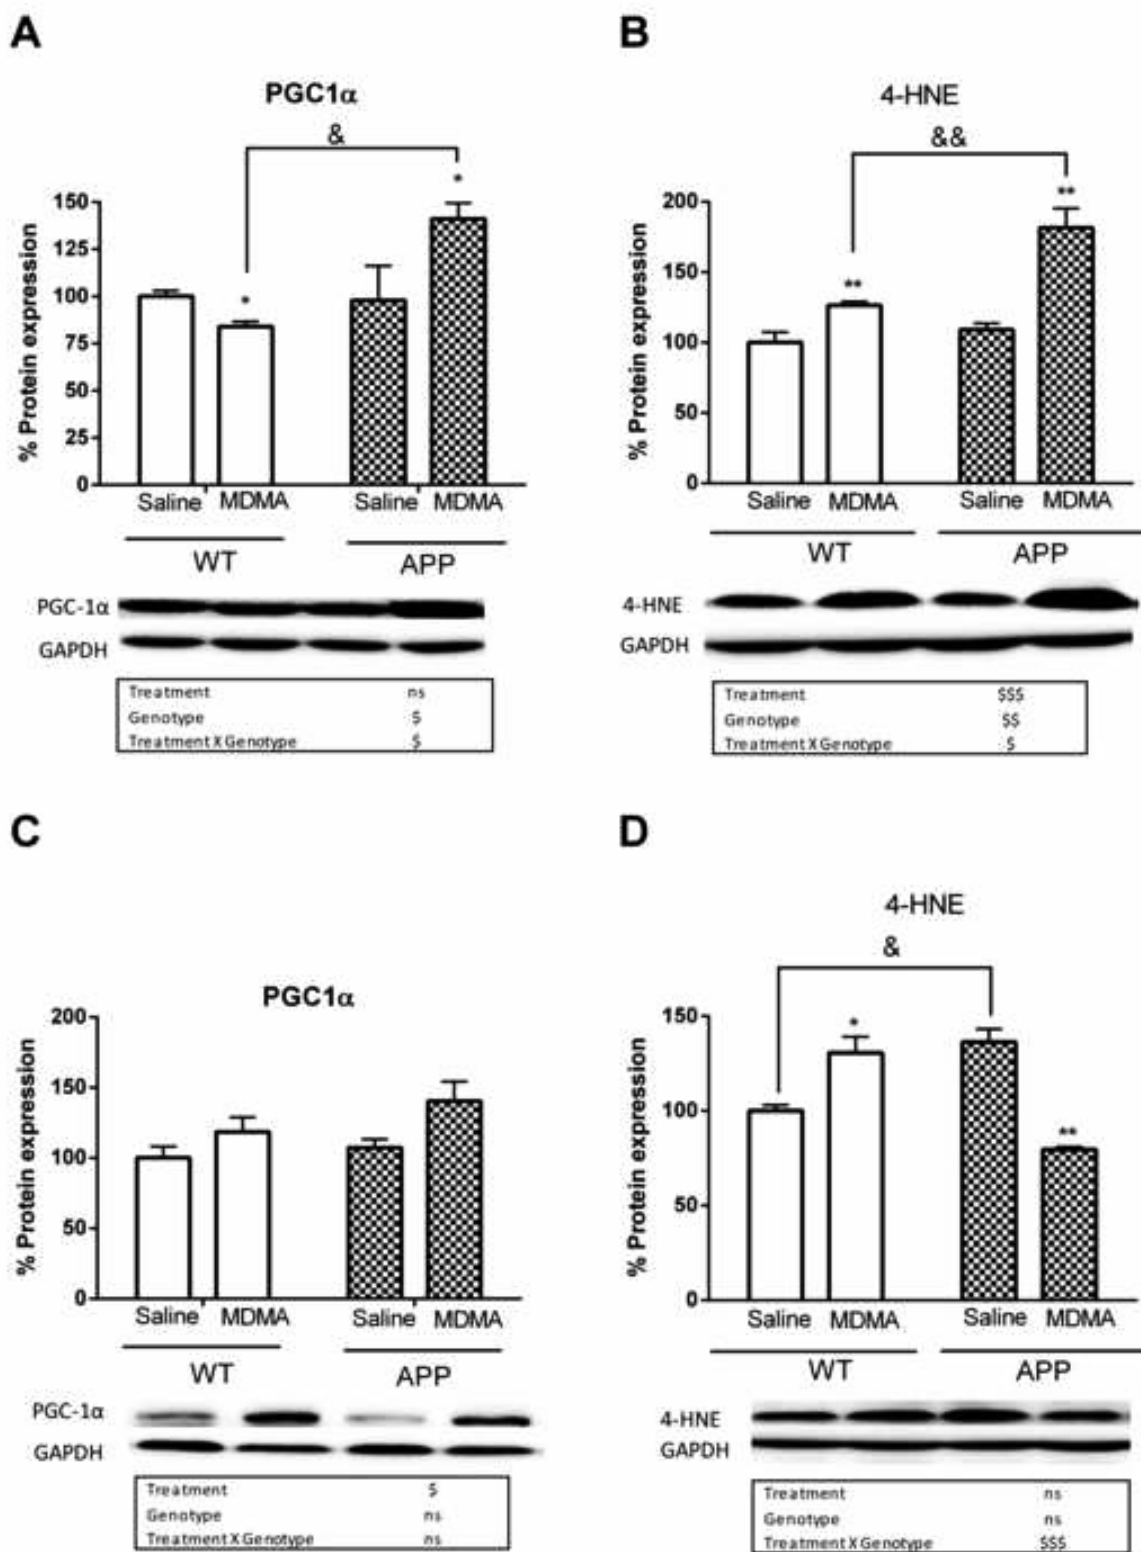 A
PGC1α
&
*
*
% Protein expression
150
125
100
75
50
25
0
Saline MDMA Saline MDMA
WT APP
PGC-1α
GAPDH
Treatment ns
Genotype $
Treatment X Genotype $
B
4-HNE
&&
**
**
% Protein expression
200
150
100
50
0
Saline MDMA Saline MDMA
WT APP
4-HNE
GAPDH
Treatment $$$
Genotype $$
Treatment X Genotype $
C
PGC1α
% Protein expression
200
150
100
50
0
Saline MDMA Saline MDMA
WT APP
PGC-1α
GAPDH
Treatment $
Genotype ns
Treatment X Genotype ns
D
4-HNE
&
*
**
% Protein expression
150
100
50
0
Saline MDMA Saline MDMA
WT APP
4-HNE
GAPDH
Treatment ns
Genotype ns
Treatment X Genotype $$$